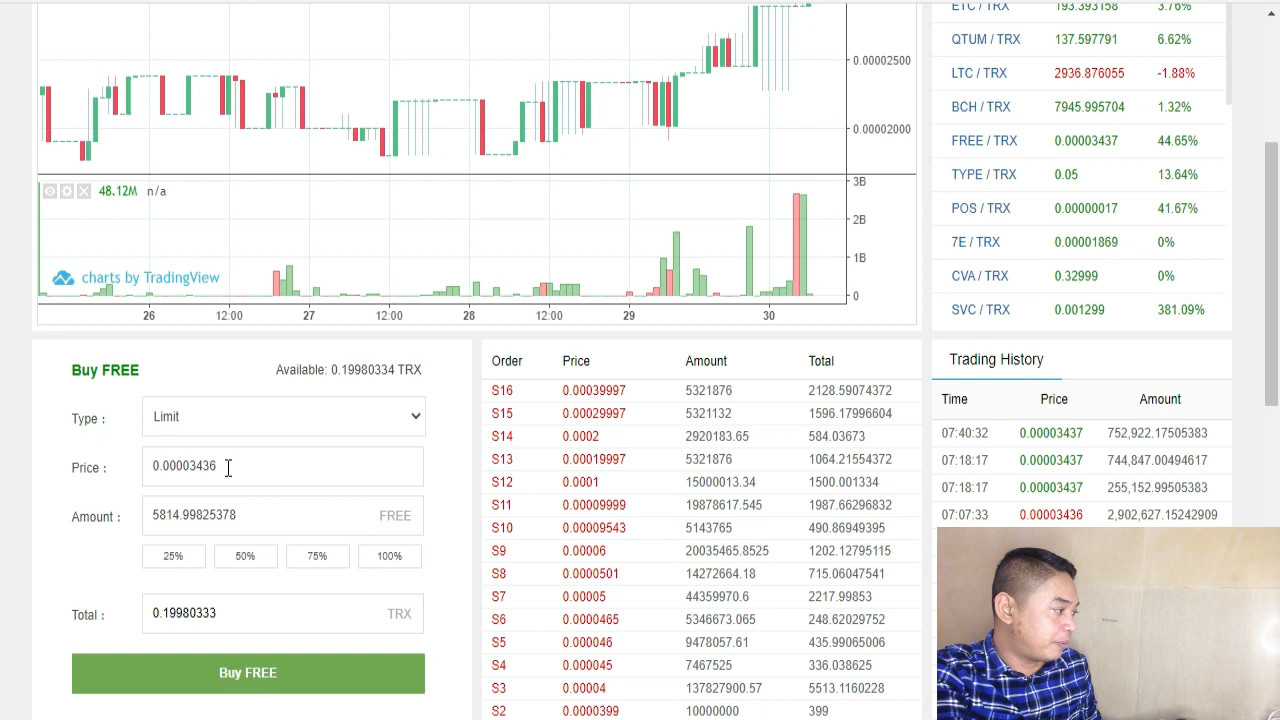 ETC / TRX 193.393158 3.76%
QTUM / TRX 137.597791 6.62%
LTC / TRX 2936.876055 -1.88%
BCH / TRX 7945.995704 1.32%
FREE / TRX 0.00003437 44.65%
TYPE / TRX 0.05 13.64%
POS / TRX 0.00000017 41.67%
7E / TRX 0.00001869 0%
CVA / TRX 0.32999 0%
SVC / TRX 0.001299 381.09%
0.00002500
0.00002000
48.12M n/a
3B
2B
1B
0
charts by TradingView
26 12:00 27 12:00 28 12:00 29 30
Buy FREE Available: 0.19980334 TRX
Type : Limit
Price : 0.00003436
Amount : 5814.99825378 FREE
25% 50% 75% 100%
Total : 0.19980333 TRX
Buy FREE
Order Price Amount Total
S16 0.00039997 5321876 2128.59074372
S15 0.00029997 5321132 1596.17996604
S14 0.0002 2920183.65 584.03673
S13 0.00019997 5321876 1064.21554372
S12 0.0001 15000013.34 1500.001334
S11 0.00009999 19878617.545 1987.66296832
S10 0.00009543 5143765 490.86949395
S9 0.00006 20035465.8525 1202.12795115
S8 0.0000501 14272664.18 715.06047541
S7 0.00005 44359970.6 2217.99853
S6 0.0000465 5346673.065 248.62029752
S5 0.000046 9478057.61 435.99065006
S4 0.000045 7467525 336.038625
S3 0.00004 137827900.57 5513.1160228
S2 0.0000399 10000000 399
Trading History
Time Price Amount
07:40:32 0.00003437 752,922.17505383
07:18:17 0.00003437 744,847.00494617
07:18:17 0.00003437 255,152.99505383
07:07:33 0.00003436 2,902,627.15242909